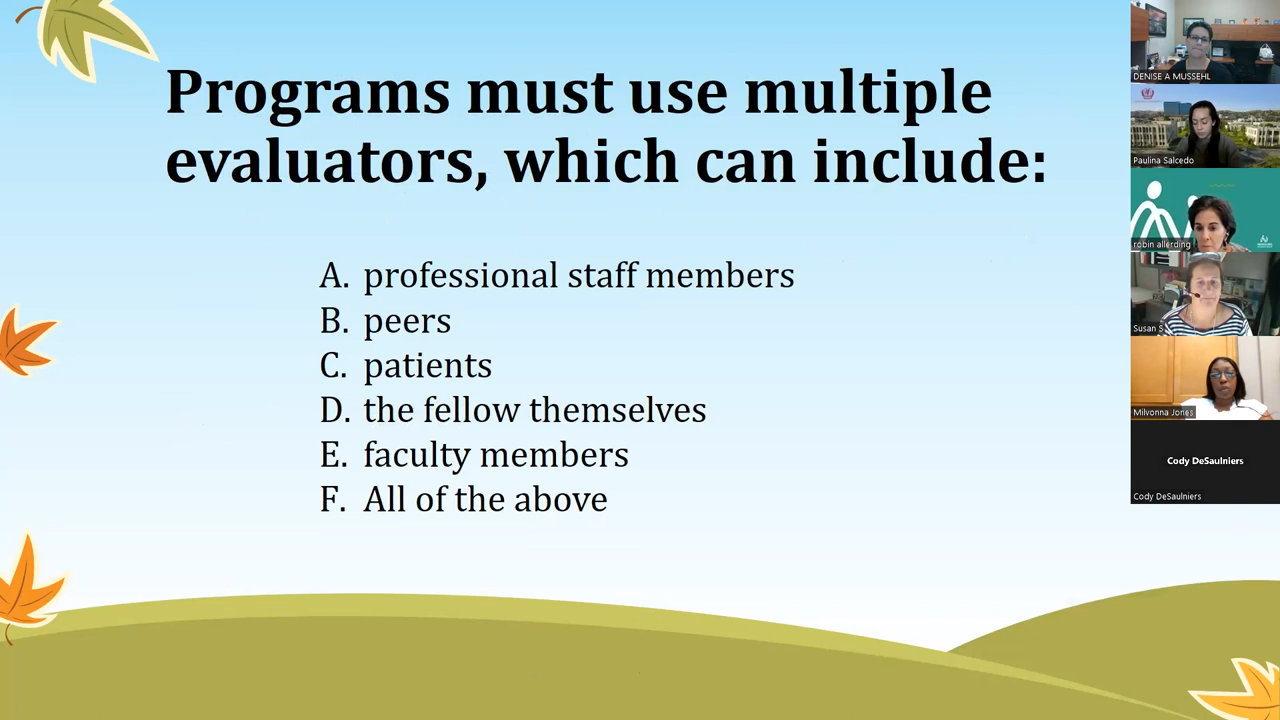 Programs must use multiple
evaluators, which can include:
A. professional staff members
B. peers
C. patients
D. the fellow themselves
E. faculty members
F. All of the above
DENISE A MUSSEHL
Paulina Salcedo
robin allerding
Susan S
Milvonna Jones
Cody DeSaulniers
Cody DeSaulniers